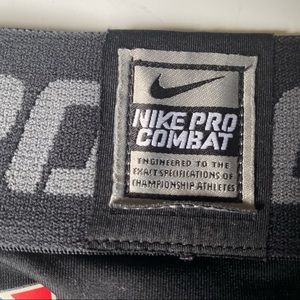 NIKE PRO
COMBAT
ENGINEERED TO THE
EXACT SPECIFICATIONS OF
CHAMPIONSHIP ATHLETES